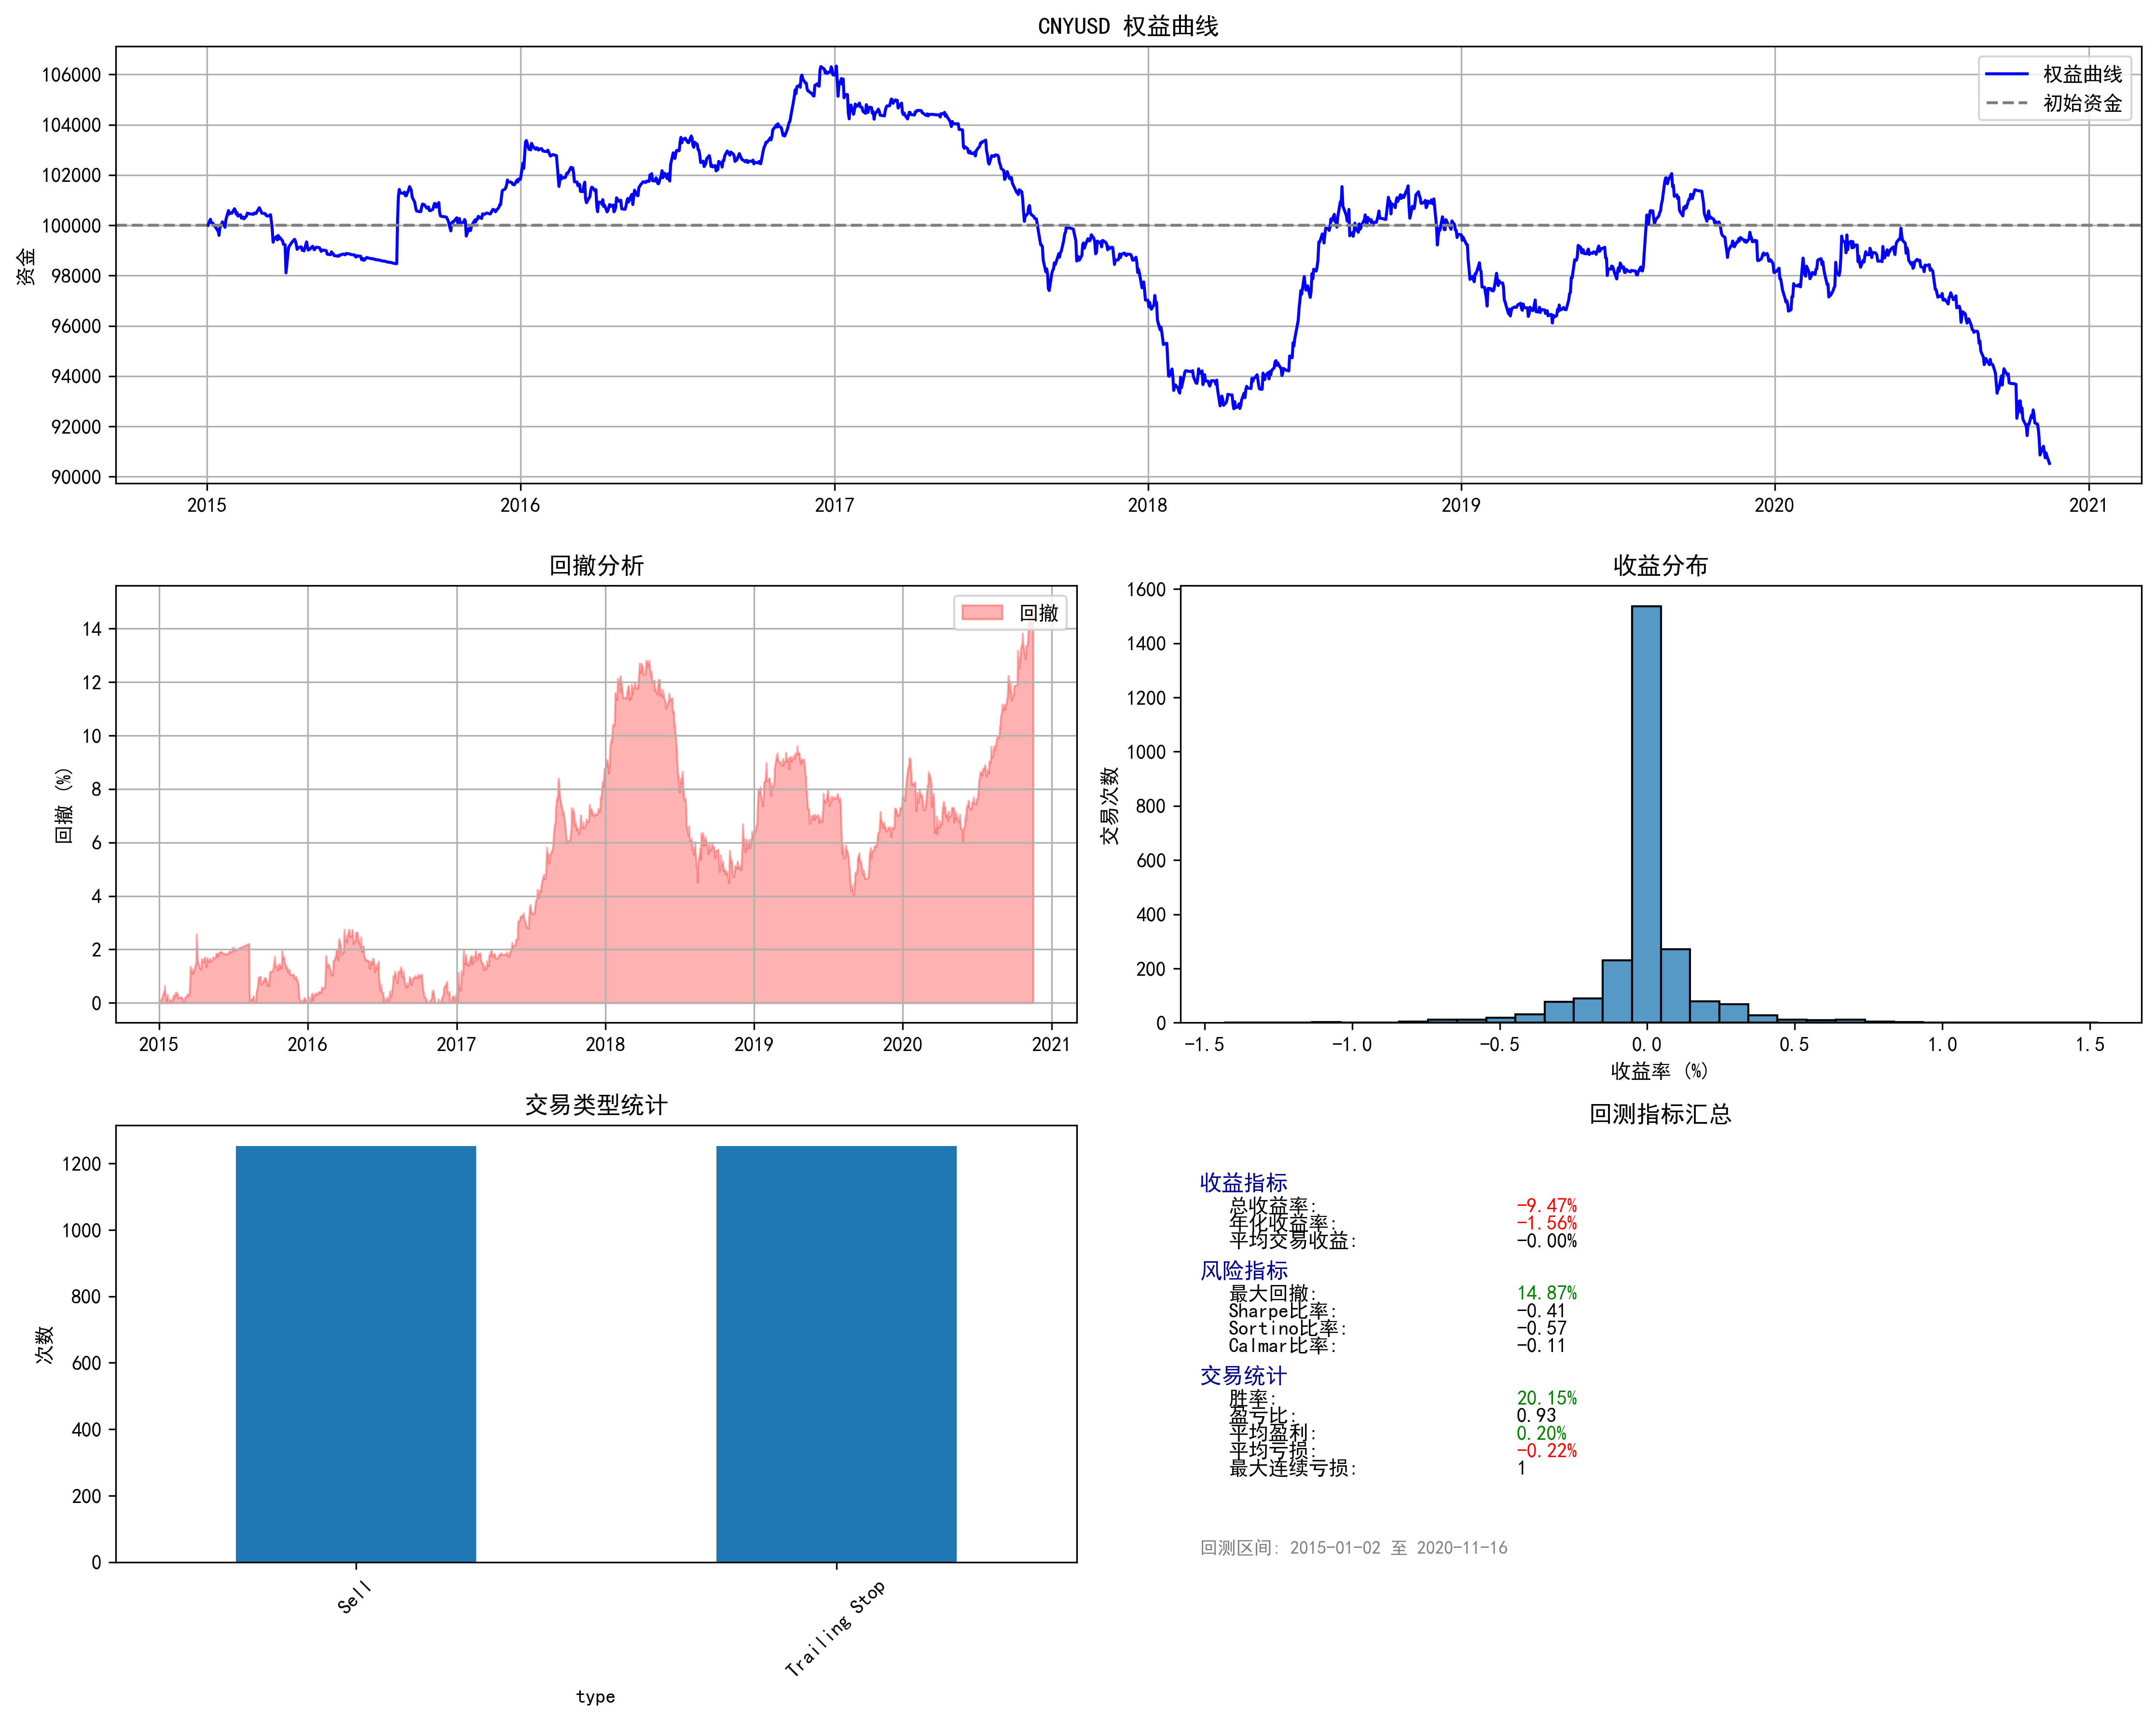 CNYUSD 权益曲线
106000
104000
102000
100000
98000
96000
94000
92000
90000
资金
权益曲线
初始资金
2015 2016 2017 2018 2019 2020 2021
回撤分析
14
12
10
8
6
4
2
0
回撤 (%)
回撤
2015 2016 2017 2018 2019 2020 2021
收益分布
1600
1400
1200
1000
800
600
400
200
0
交易次数
-1.5 -1.0 -0.5 0.0 0.5 1.0 1.5
收益率 (%)
交易类型统计
1200
1000
800
600
400
200
0
次数
Sell
Trailing Stop
type
回测指标汇总
收益指标
总收益率: -9.47%
年化收益率: -1.56%
平均交易收益: -0.00%
风险指标
最大回撤: 14.87%
Sharpe比率: -0.41
Sortino比率: -0.57
Calmar比率: -0.11
交易统计
胜率: 20.15%
盈亏比: 0.93
平均盈利: 0.20%
平均亏损: -0.22%
最大连续亏损: 1
回测区间: 2015-01-02 至 2020-11-16